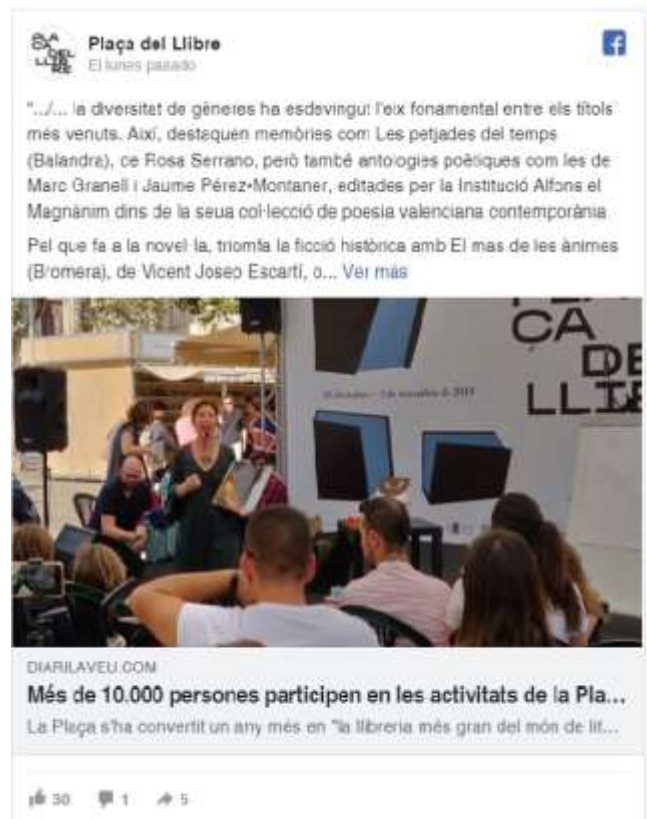 PLAÇA DEL LLIBRE
Plaça del Llibre
El lunes pasado
".../... la diversitat de gèneres ha esdevingut l'eix fonamental entre els títols
més venuts. Així, destaquen memòries com Les petjades del temps
(Balandra), de Rosa Serrano, però també antologies poètiques com les de
Marc Granell i Jaume Pérez-Montaner, editades per la Institució Alfons el
Magnànim dins de la seua col·lecció de poesia valenciana contemporània.
Pel que fa a la novel·la, triomfa la ficció històrica amb El mas de les ànimes
(Bromera), de Vicent Josep Escartí, o... Ver más
ÇA
DE
LLI
DIARILAVEU.COM
Més de 10.000 persones participen en les activitats de la Pla...
La Plaça s'ha convertit un any més en "la llibreria més gran del món de lit...
30
1
5